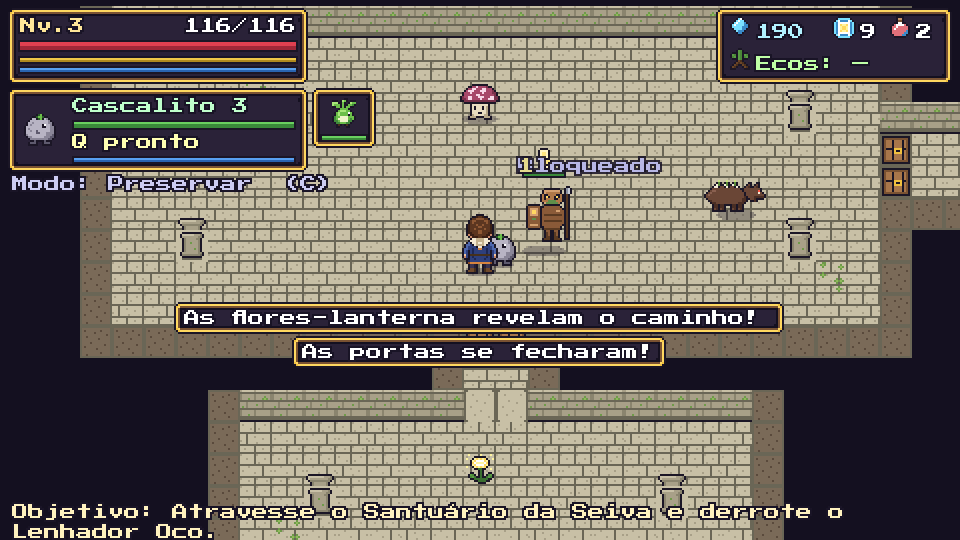 Nv.3 116/116
190 9 2
Ecos: —
Cascalito 3
Q pronto
Modo: Preservar (C)
As flores-lanterna revelam o caminho!
As portas se fecharam!
Objetivo: Atravesse o Santuário da Seiva e derrote o
Lenhador Oco.